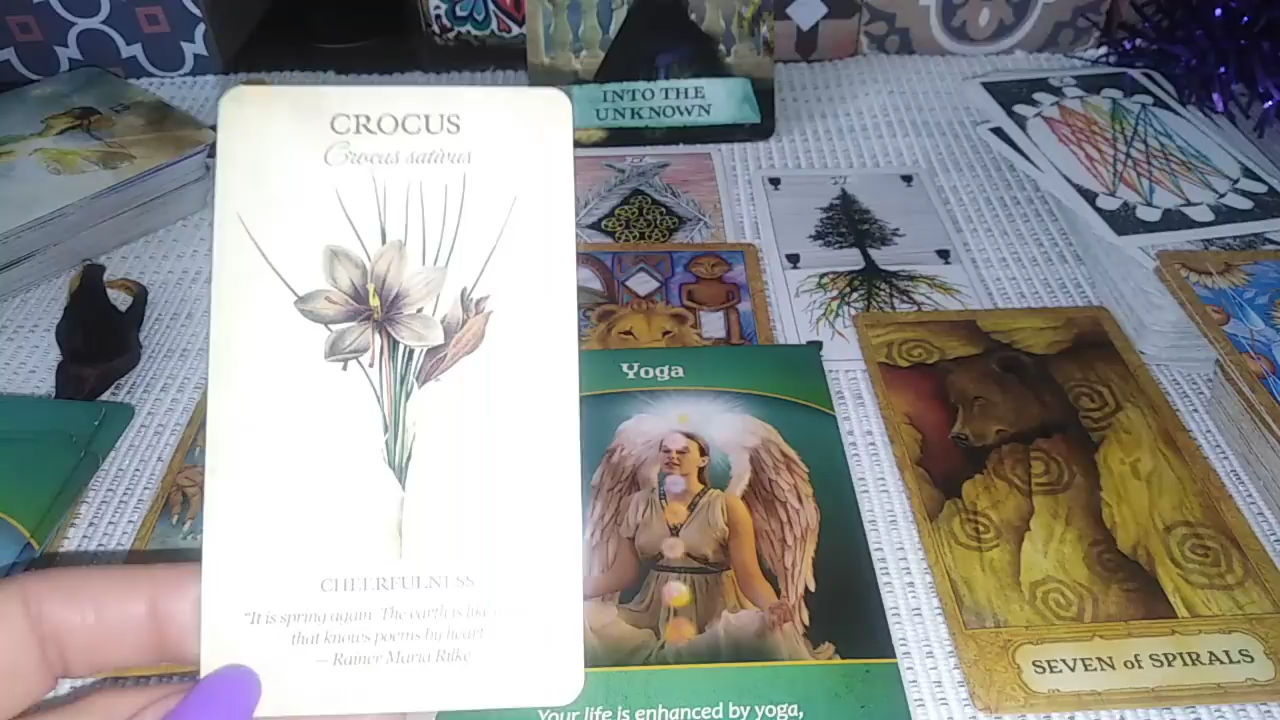 CROCUS
Crocus sativus
CHEERFULNESS
"It is spring again. The earth is like
that knows poems by heart
— Rainer Maria Rilke
INTO THE
UNKNOWN
VI
Yoga
Your life is enhanced by yoga,
SEVEN of SPIRALS